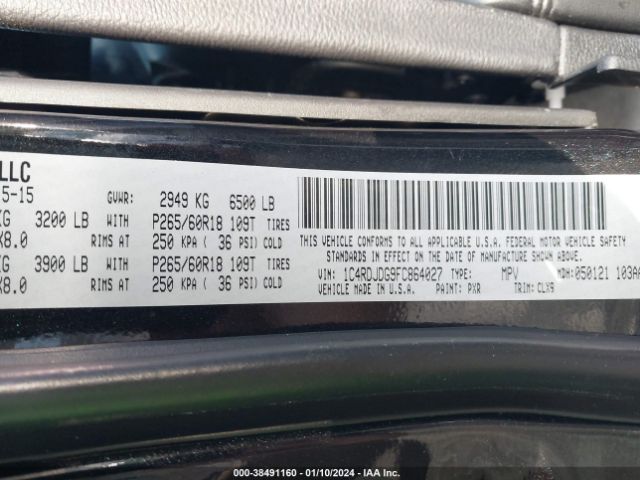 LLC
5-15 GVWR: 2949 KG 6500 LB
KG 3200 LB WITH P265/60R18 109T TIRES
X8.0 RIMS AT 250 KPA ( 36 PSI) COLD
KG 3900 LB WITH P265/60R18 109T TIRES
X8.0 RIMS AT 250 KPA ( 36 PSI) COLD
THIS VEHICLE CONFORMS TO ALL APPLICABLE U.S.A. FEDERAL MOTOR VEHICLE SAFETY
STANDARDS IN EFFECT ON THE DATE OF MANUFACTURE SHOWN ABOVE.
VIN: 1C4RDJDG9FC864027 TYPE: MPV MDH: 050121 103A
VEHICLE MADE IN U.S.A. PAINT: PXR TRIM: CLX9
000-38491160 - 01/10/2024 - IAA Inc.